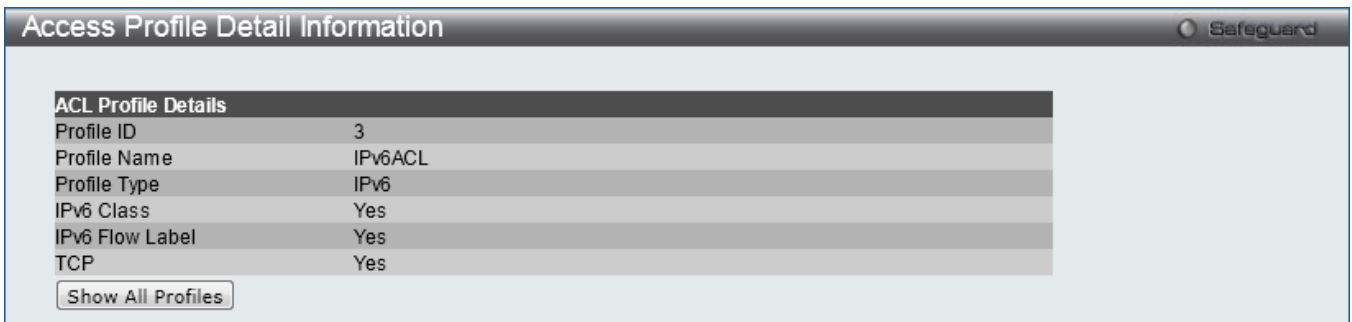 Access Profile Detail Information
Safeguard
ACL Profile Details
Profile ID 3
Profile Name IPv6ACL
Profile Type IPv6
IPv6 Class Yes
IPv6 Flow Label Yes
TCP Yes
Show All Profiles